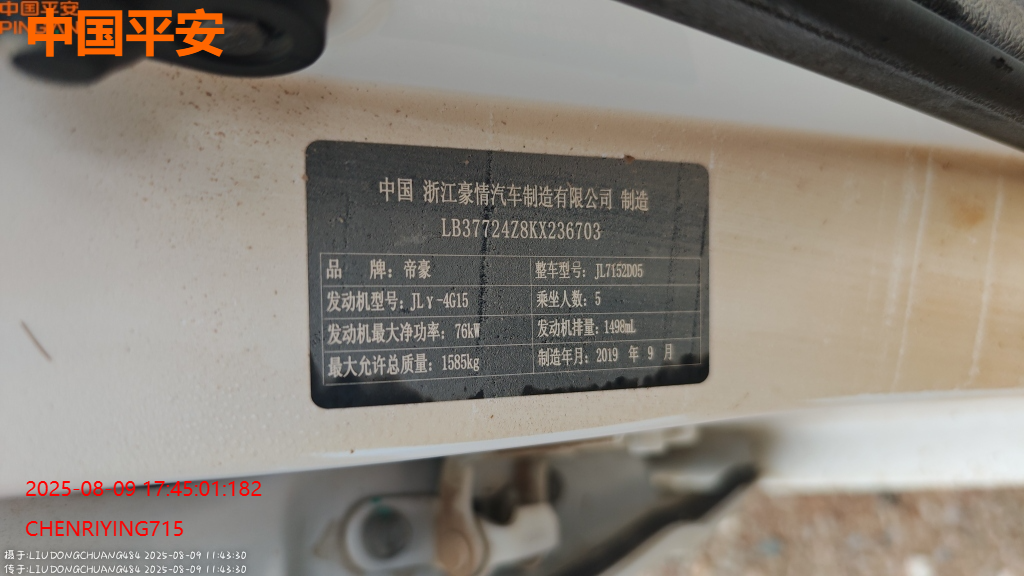 中国平安
PINGAN
中国平安
中国 浙江豪情汽车制造有限公司 制造
LB37724Z8KX236703
品 牌：帝豪 整车型号：JL7152D05
发动机型号：JLγ-4G15 乘坐人数：5
发动机最大净功率：76kW 发动机排量：1498mL
最大允许总质量：1585kg 制造年月：2019 年 9 月
2025-08-09 17:45:01:182
CHENRIYING715
摄于:LIUDONGCHUANG484 2025-08-09 11:43:30
传于:LIUDONGCHUANG484 2025-08-09 11:43:30